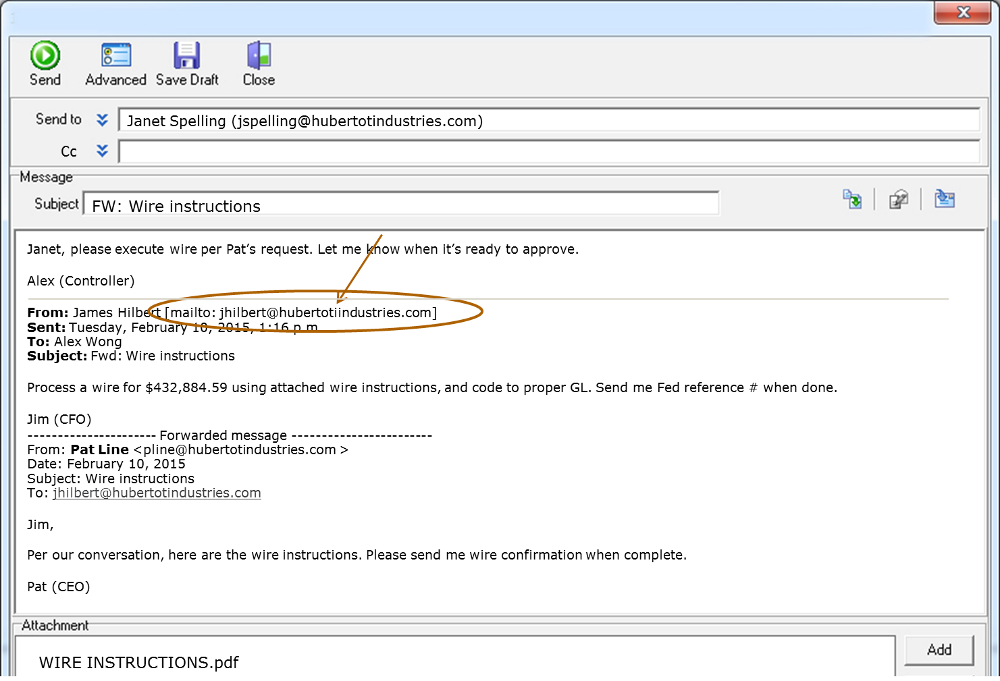 Send Advanced Save Draft Close
Send to Janet Spelling (jspelling@hubertotindustries.com)
Cc
Message
Subject FW: Wire instructions
Janet, please execute wire per Pat’s request. Let me know when it’s ready to approve.
Alex (Controller)
From: James Hilbert [mailto: jhilbert@hubertotiindustries.com]
Sent: Tuesday, February 10, 2015, 1:16 p.m.
To: Alex Wong
Subject: Fwd: Wire instructions
Process a wire for $432,884.59 using attached wire instructions, and code to proper GL. Send me Fed reference # when done.
Jim (CFO)
---------------------- Forwarded message ------------------------
From: Pat Line <pline@hubertotindustries.com >
Date: February 10, 2015
Subject: Wire instructions
To: jhilbert@hubertotindustries.com
Jim,
Per our conversation, here are the wire instructions. Please send me wire confirmation when complete.
Pat (CEO)
Attachment
WIRE INSTRUCTIONS.pdf Add